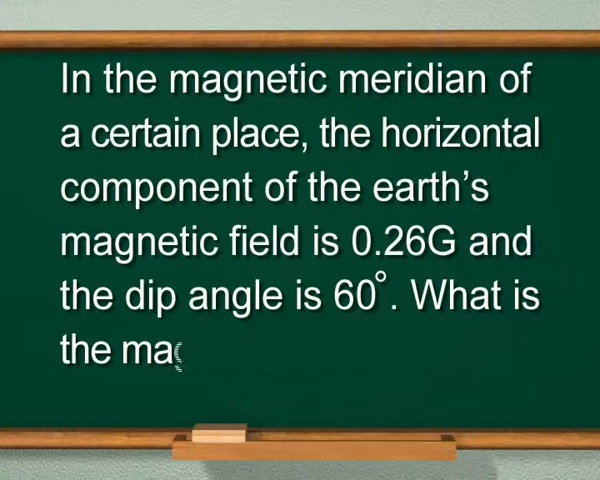 In the magnetic meridian of
a certain place, the horizontal
component of the earth's
magnetic field is 0.26G and
the dip angle is 60°. What is
the ma